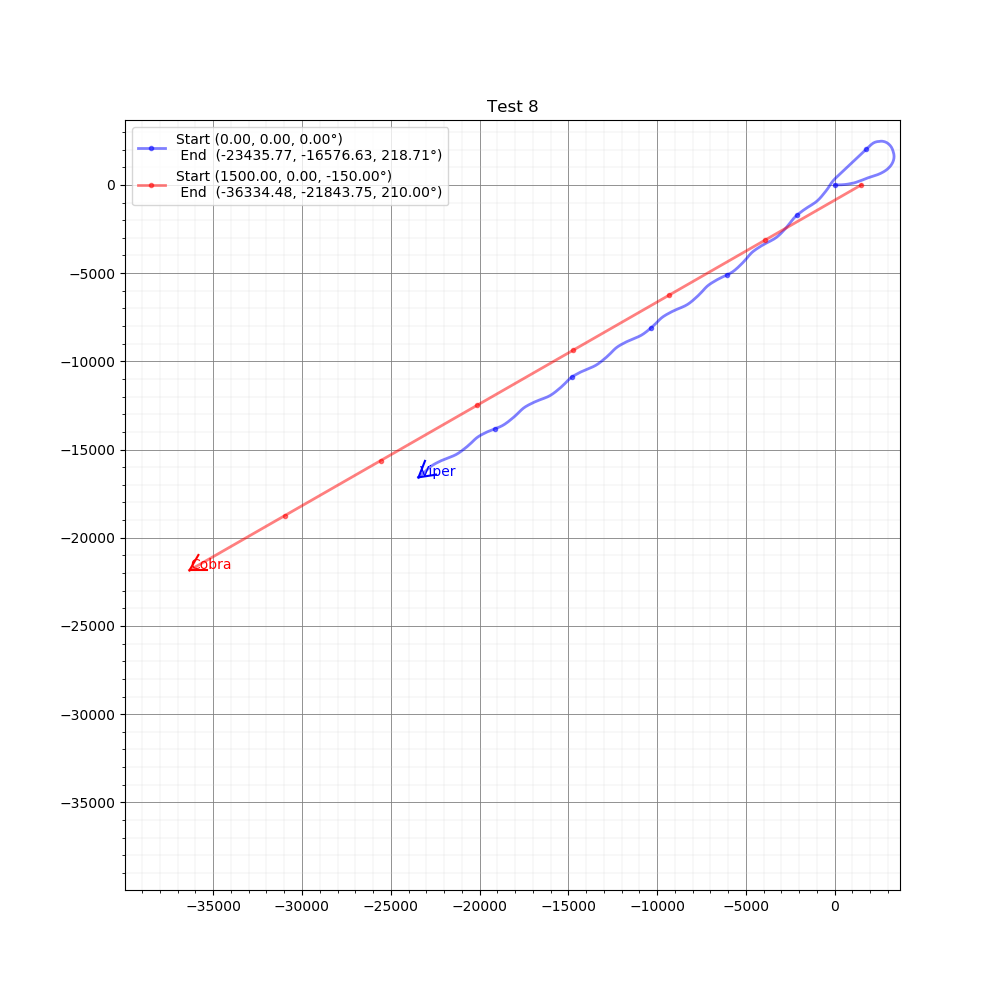 Test 8
Start (0.00, 0.00, 0.00°)
End (-23435.77, -16576.63, 218.71°)
Start (1500.00, 0.00, -150.00°)
End (-36334.48, -21843.75, 210.00°)
0
−5000
−10000
−15000
−20000
−25000
−30000
−35000
Viper
Cobra
−35000 −30000 −25000 −20000 −15000 −10000 −5000 0